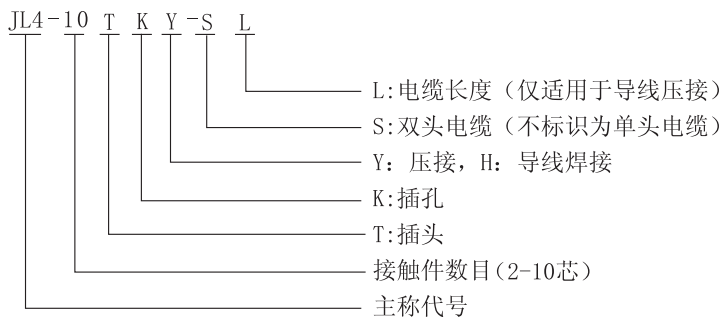 JL4-10 T K Y-S L
L:电缆长度（仅适用于导线压接）
S:双头电缆（不标识为单头电缆）
Y：压接，H：导线焊接
K:插孔
T:插头
接触件数目(2-10芯)
主称代号